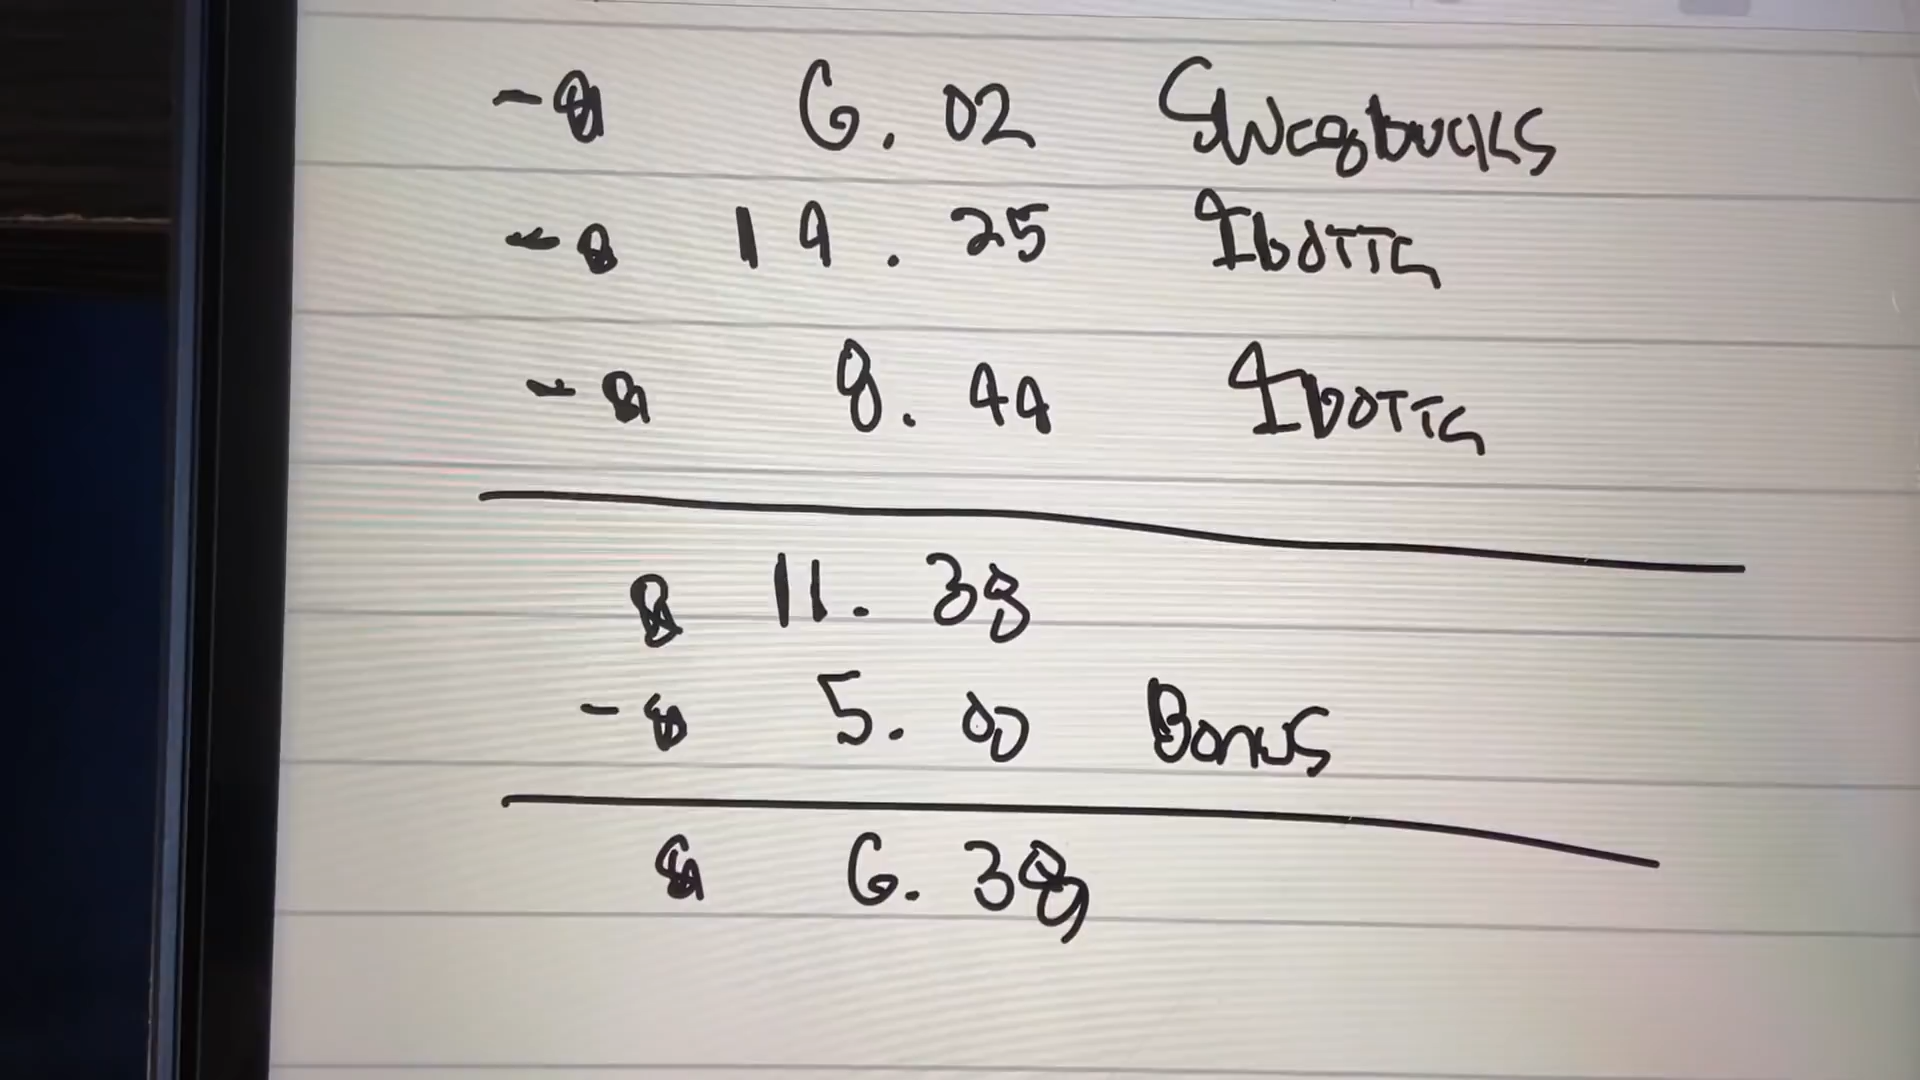 -$ 6.02 Swagbucks
-$ 19.25 Ibotta
-$ 8.44 Ibotta
$ 11.38
-$ 5.00 Bonus
$ 6.38